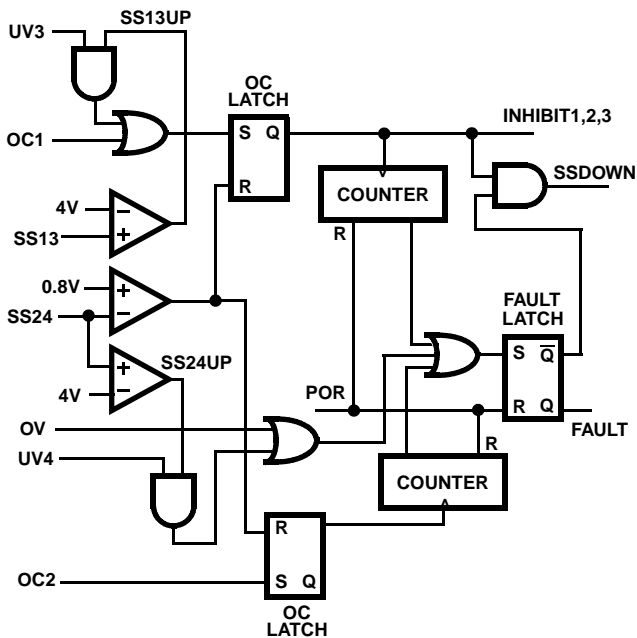 SS13UP
UV3
OC
LATCH
INHIBIT1,2,3
S Q
OC1
R
SSDOWN
COUNTER
4V
−
+
SS13
R
0.8V
+
−
SS24
FAULT
LATCH
S Q
SS24UP
+
−
4V
POR
R Q
FAULT
OV
R
UV4
COUNTER
R
OC2
S Q
OC
LATCH